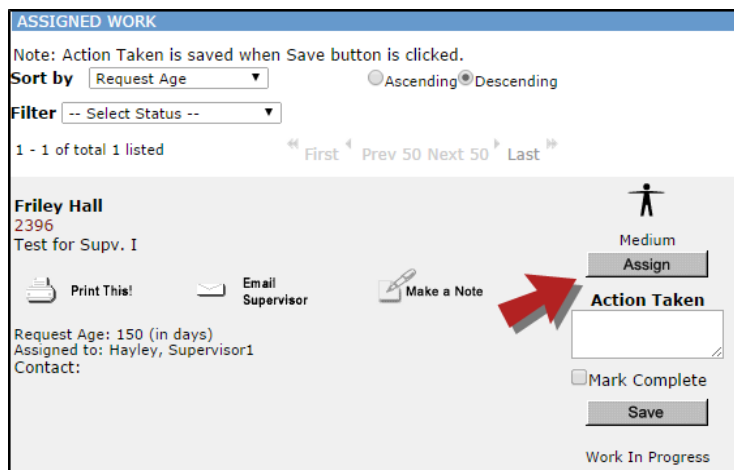 ASSIGNED WORK
Note: Action Taken is saved when Save button is clicked.
Sort by Request Age Ascending Descending
Filter -- Select Status --
1 - 1 of total 1 listed First Prev 50 Next 50 Last
Friley Hall
2396
Test for Supv. I
Medium
Assign
Print This! Email Supervisor Make a Note
Action Taken
Request Age: 150 (in days)
Assigned to: Hayley, Supervisor1
Contact:
Mark Complete
Save
Work In Progress